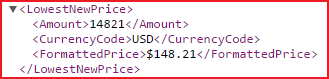 ▼<LowestNewPrice>
<Amount>14821</Amount>
<CurrencyCode>USD</CurrencyCode>
<FormattedPrice>$148.21</FormattedPrice>
</LowestNewPrice>